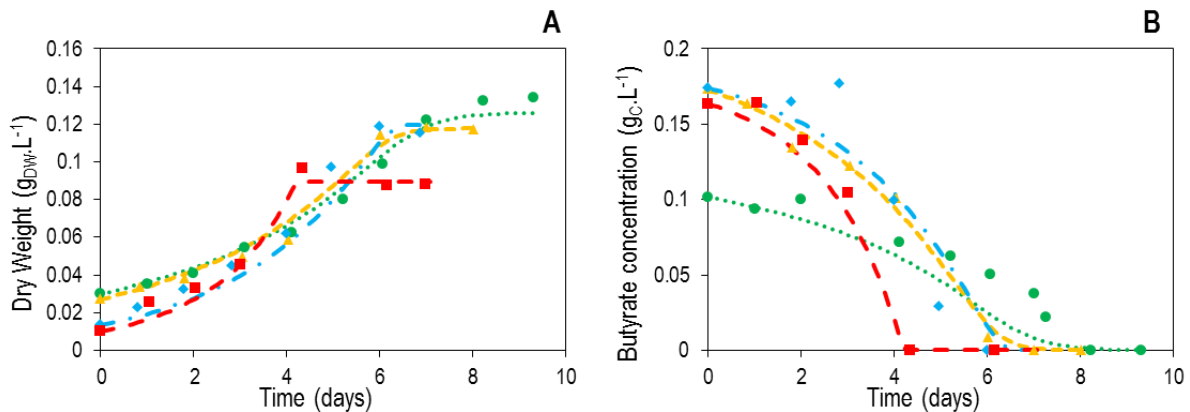 A
Dry Weight (gDW.L-1)
0.16
0.14
0.12
0.1
0.08
0.06
0.04
0.02
0
0 2 4 6 8 10
Time (days)
B
Butyrate concentration (gC.L-1)
0.2
0.15
0.1
0.05
0
0 2 4 6 8 10
Time (days)